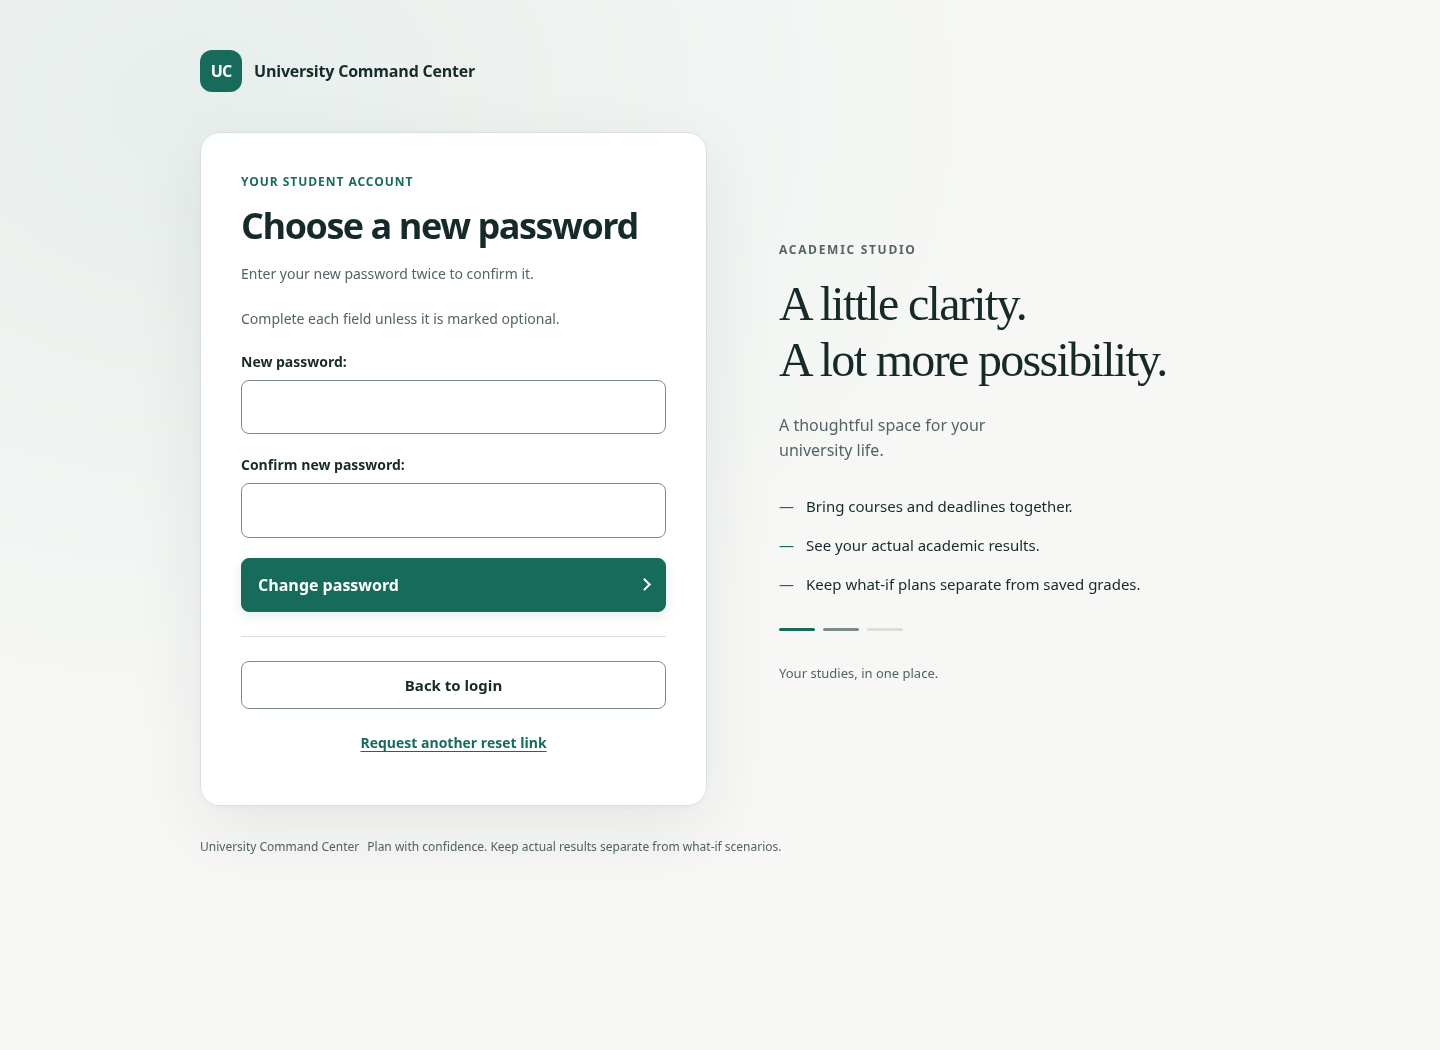 UC University Command Center
YOUR STUDENT ACCOUNT
Choose a new password
Enter your new password twice to confirm it.
Complete each field unless it is marked optional.
New password:
Confirm new password:
Change password
Back to login
Request another reset link
ACADEMIC STUDIO
A little clarity.
A lot more possibility.
A thoughtful space for your
university life.
— Bring courses and deadlines together.
— See your actual academic results.
— Keep what-if plans separate from saved grades.
Your studies, in one place.
University Command Center Plan with confidence. Keep actual results separate from what-if scenarios.